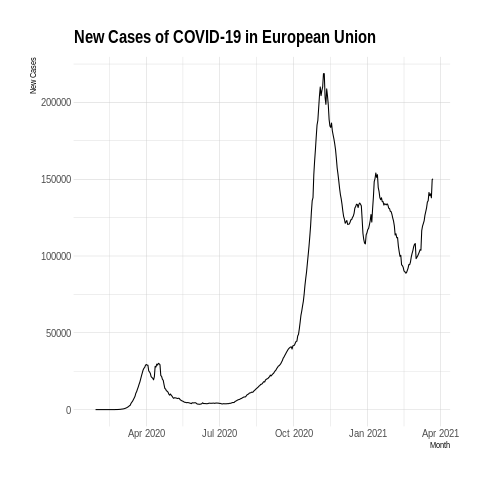 New Cases of COVID-19 in European Union
New Cases
200000
150000
100000
50000
0
Apr 2020 Jul 2020 Oct 2020 Jan 2021 Apr 2021
Month